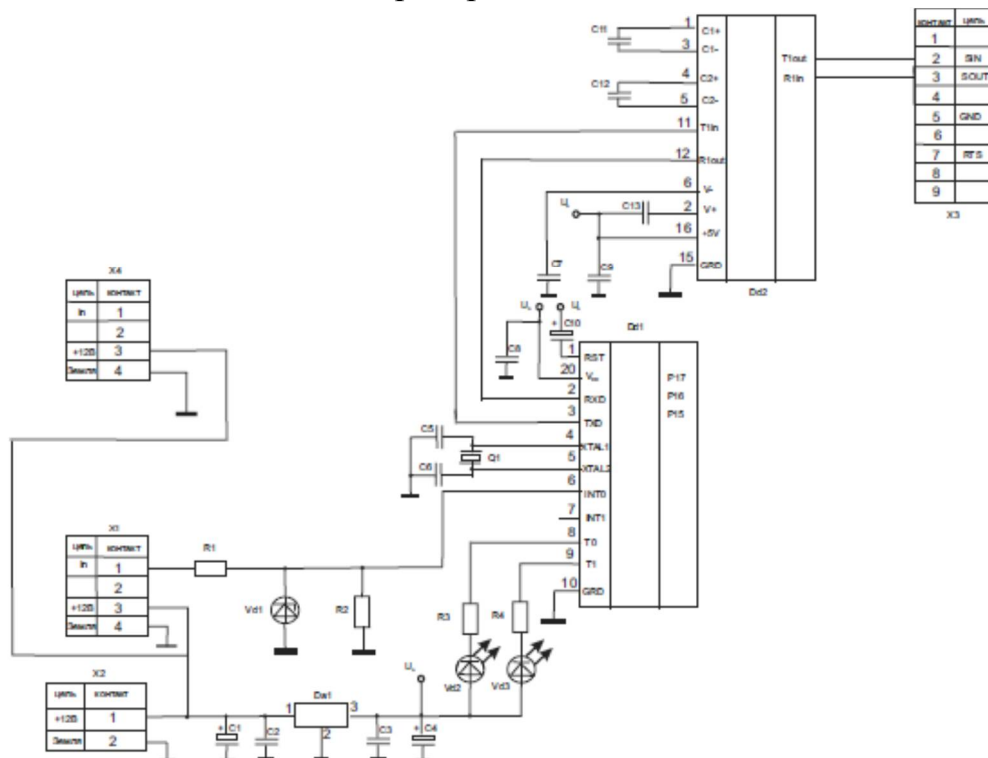 контакт цепь
1
2 SIN
3 SOUT
4
5 GND
6
7 RTS
8
9
X3
C11
1 C1+
3 C1-
C12
4 C2+
5 C2-
T1out
R1in
11 T1in
12 R1out
6 V-
C13
2 V+
16 +5V
15 GRD
C7
C9
Dd2
X4
цепь контакт
In 1
2
+12В 3
Земля 4
C8
+ C10
Dd1
1 RST
20
2 RXD
3 TXD
4 XTAL1
5 XTAL2
6 INT0
7 INT1
8 T0
9 T1
10 GRD
P17
P16
P15
C5
C6
Q1
X1
цепь контакт
In 1
2
+12В 3
Земля 4
R1
Vd1
R2
R3
R4
Vd2
Vd3
X2
цепь контакт
+12В 1
Земля 2
+ C1
C2
Da1
1 3
2
C3
+ C4